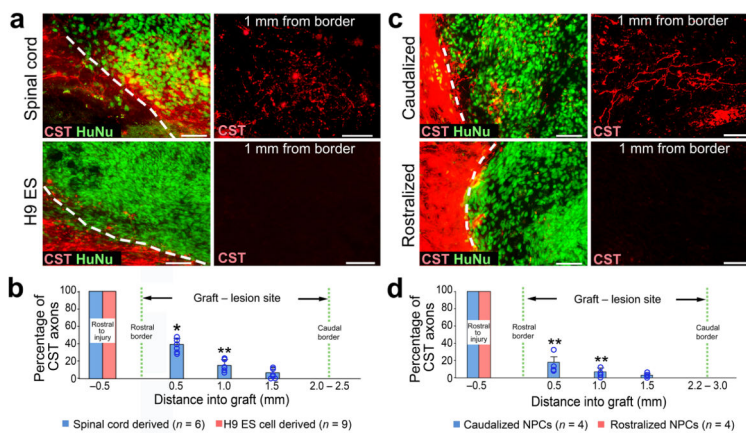 a
Spinal cord
CST HuNu
1 mm from border
CST
H9 ES
CST HuNu
1 mm from border
CST
c
Caudalized
CST HuNu
1 mm from border
CST
Rostralized
CST HuNu
1 mm from border
CST
b
Percentage of
CST axons
100
80
60
40
20
0
Rostral
to
injury
Rostral
border
Graft – lesion site
Caudal
border
*
**
–0.5
0.5
1.0
1.5
2.0 – 2.5
Distance into graft (mm)
Spinal cord derived (n = 6)
H9 ES cell derived (n = 9)
d
Percentage of
CST axons
100
80
60
40
20
0
Rostral
to
injury
Rostral
border
Graft – lesion site
Caudal
border
**
**
–0.5
0.5
1.0
1.5
2.2 – 3.0
Distance into graft (mm)
Caudalized NPCs (n = 4)
Rostralized NPCs (n = 4)